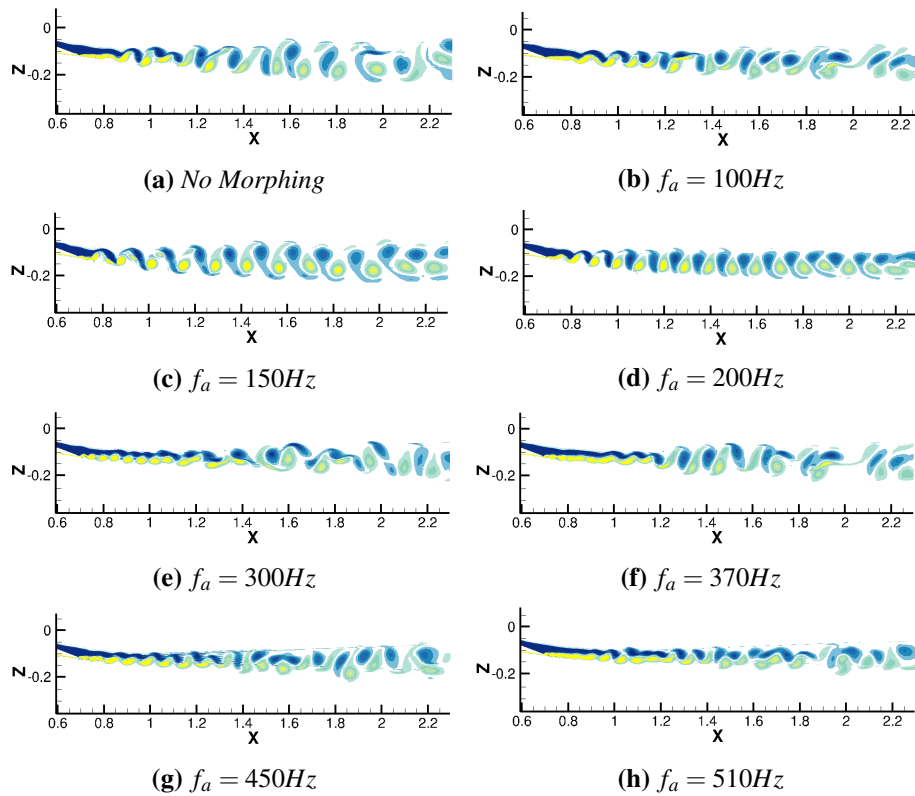 0
-0.2
Z
0.6 0.8 1 1.2 1.4 1.6 1.8 2 2.2
X
(a) No Morphing
0
-0.2
Z
0.6 0.8 1 1.2 1.4 1.6 1.8 2 2.2
X
(b) f_a = 100Hz
0
-0.2
Z
0.6 0.8 1 1.2 1.4 1.6 1.8 2 2.2
X
(c) f_a = 150Hz
0
-0.2
Z
0.6 0.8 1 1.2 1.4 1.6 1.8 2 2.2
X
(d) f_a = 200Hz
0
-0.2
Z
0.6 0.8 1 1.2 1.4 1.6 1.8 2 2.2
X
(e) f_a = 300Hz
0
-0.2
Z
0.6 0.8 1 1.2 1.4 1.6 1.8 2 2.2
X
(f) f_a = 370Hz
0
-0.2
Z
0.6 0.8 1 1.2 1.4 1.6 1.8 2 2.2
X
(g) f_a = 450Hz
0
-0.2
Z
0.6 0.8 1 1.2 1.4 1.6 1.8 2 2.2
X
(h) f_a = 510Hz